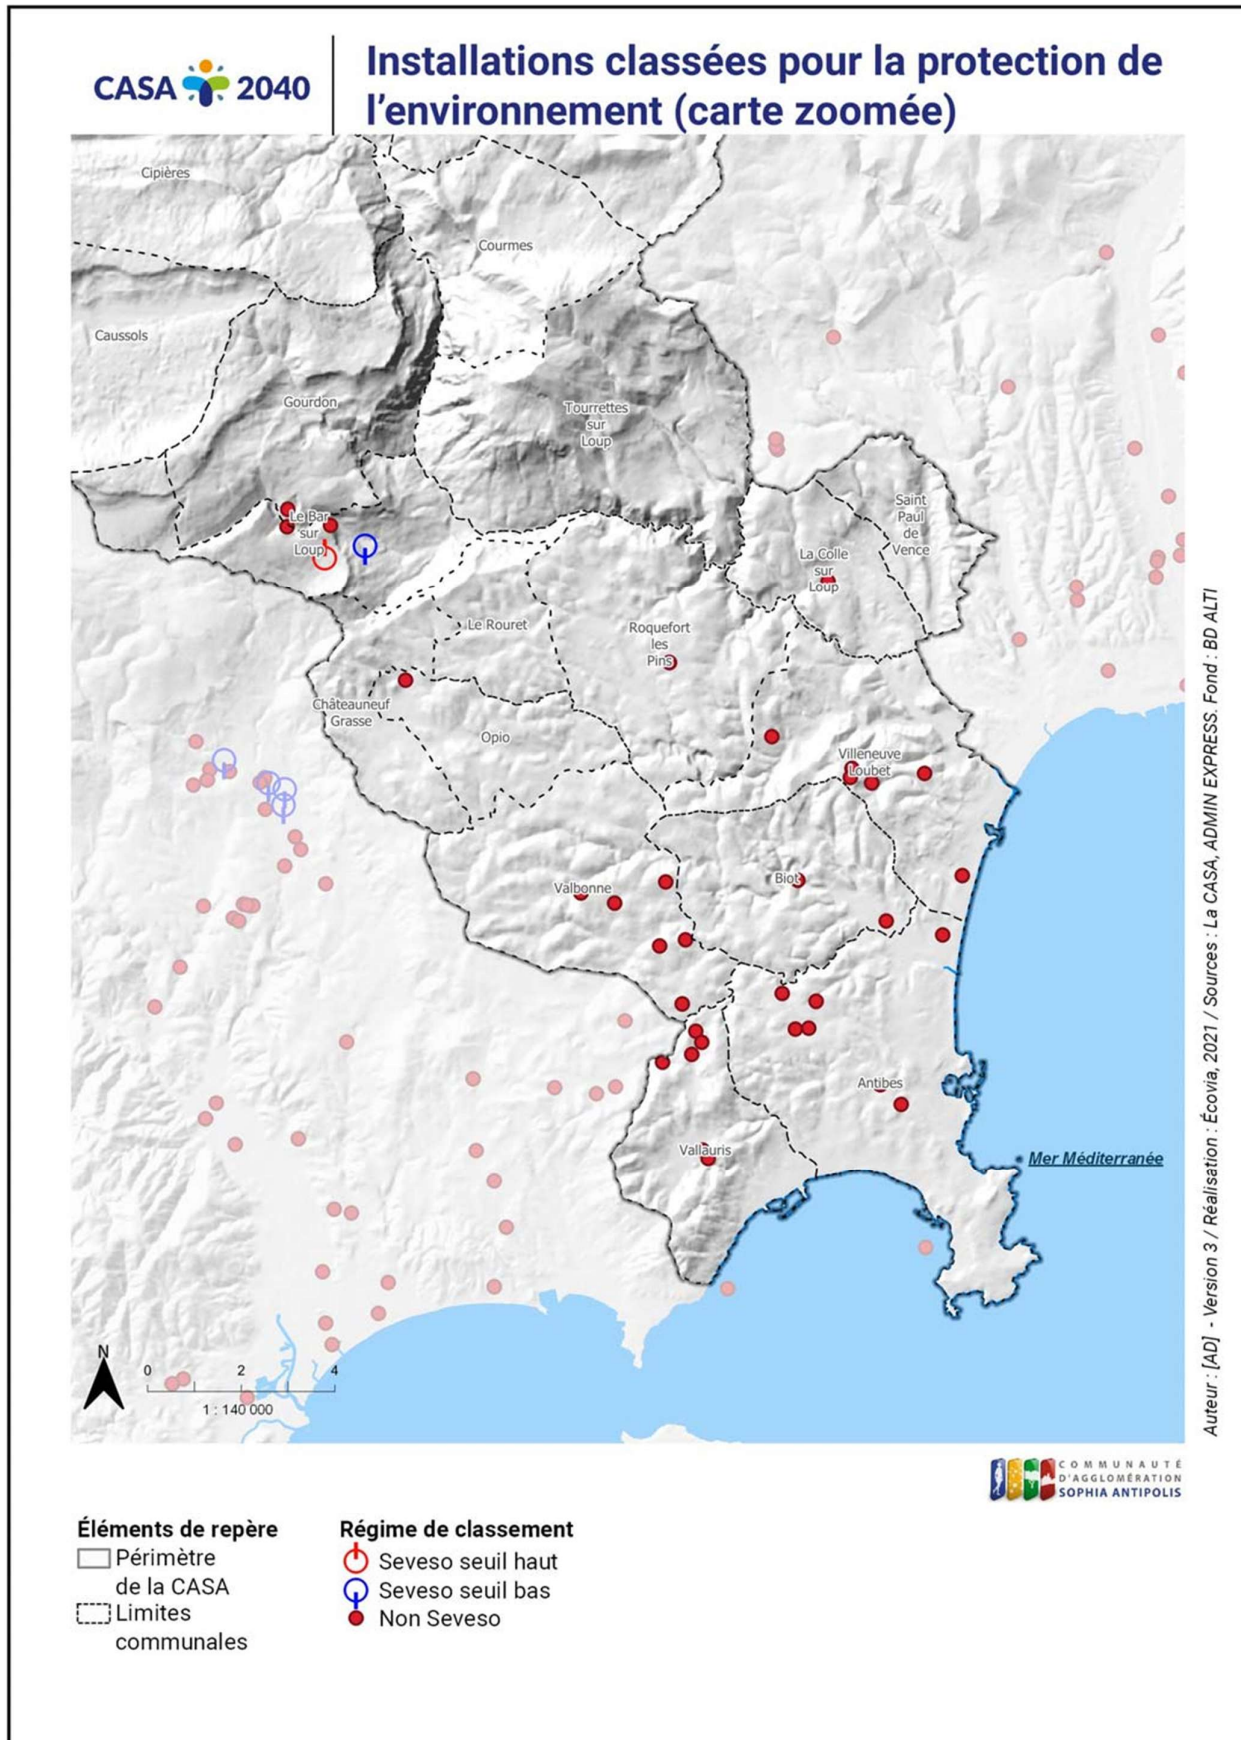 CASA 2040
Installations classées pour la protection de
l'environnement (carte zoomée)
Cipières
Courmes
Caussols
Gourdon
Tourrettes
sur
Loup
Saint
Paul
de
Vence
Le Bar
sur
Loup
La Colle
sur
Loup
Le Rouret
Roquefort
les
Pins
Châteauneuf
Grasse
Opio
Villeneuve
Loubet
Valbonne
Biot
Antibes
Vallauris
Mer Méditerranée
N
0 2 4
1 : 140 000
Auteur : [AD] - Version 3 / Réalisation : Écovia, 2021 / Sources : La CASA, ADMIN EXPRESS. Fond : BD ALTI
COMMUNAUTÉ
D'AGGLOMÉRATION
SOPHIA ANTIPOLIS
Éléments de repère
Périmètre
de la CASA
Limites
communales
Régime de classement
Seveso seuil haut
Seveso seuil bas
Non Seveso